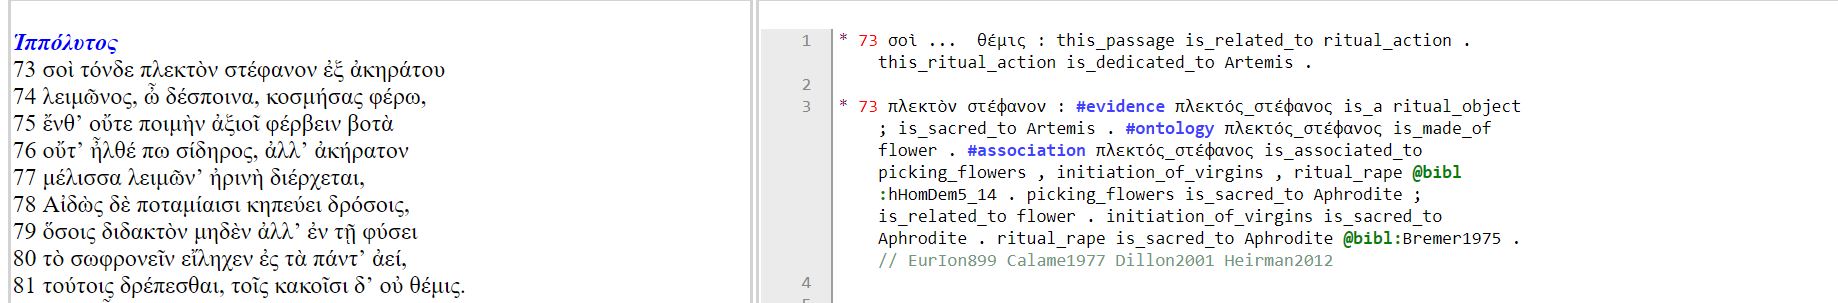 Ἱππόλυτος
73 σοὶ τόνδε πλεκτὸν στέφανον ἐξ ἀκηράτου
74 λειμῶνος, ὦ δέσποινα, κοσμήσας φέρω,
75 ἔνθ’ οὔτε ποιμὴν ἀξιοῖ φέρβειν βοτὰ
76 οὔτ’ ἦλθέ πω σίδηρος, ἀλλ’ ἀκήρατον
77 μέλισσα λειμῶν’ ἠρινὴ διέρχεται,
78 Αἰδὼς δὲ ποταμίαισι κηπεύει δρόσοις,
79 ὅσοις διδακτὸν μηδὲν ἀλλ’ ἐν τῇ φύσει
80 τὸ σωφρονεῖν εἴληχεν ἐς τὰ πάντ’ ἀεί,
81 τούτοις δρέπεσθαι, τοῖς κακοῖσι δ’ οὐ θέμις.
1 * 73 σοὶ ... θέμις : this_passage is_related_to ritual_action .
this_ritual_action is_dedicated_to Artemis .
2
3 * 73 πλεκτὸν στέφανον : #evidence πλεκτός_στέφανος is_a ritual_object
; is_sacred_to Artemis . #ontology πλεκτός_στέφανος is_made_of
flower . #association πλεκτός_στέφανος is_associated_to
picking_flowers , initiation_of_virgins , ritual_rape @bibl
:hHomDem5_14 . picking_flowers is_sacred_to Aphrodite ;
is_related_to flower . initiation_of_virgins is_sacred_to
Aphrodite . ritual_rape is_sacred_to Aphrodite @bibl:Bremer1975 .
// EurIon899 Calame1977 Dillon2001 Heirman2012
4